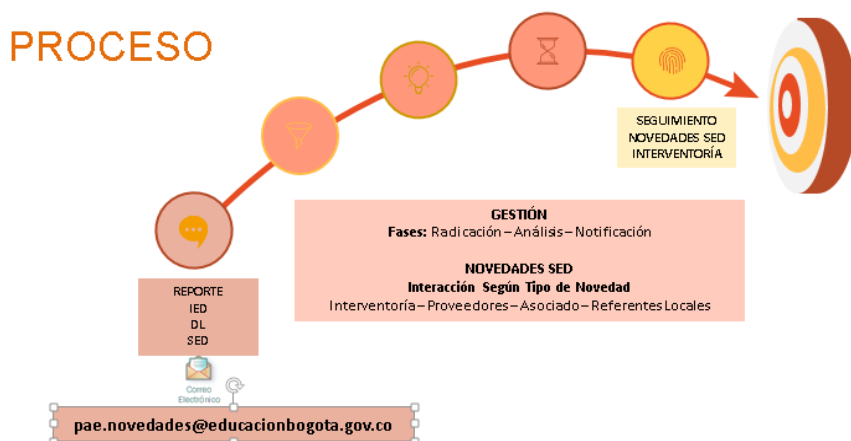 PROCESO
SEGUIMIENTO
NOVEDADES SED
INTERVENTORÍA
GESTIÓN
Fases: Radicación – Análisis – Notificación
NOVEDADES SED
Interacción Según Tipo de Novedad
Interventoría – Proveedores – Asociado – Referentes Locales
REPORTE
IED
DL
SED
Correo
Electrónico
pae.novedades@educacionbogota.gov.co